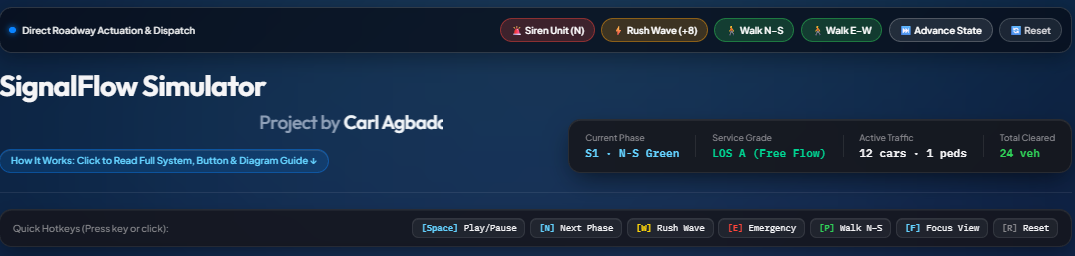 Direct Roadway Actuation & Dispatch
Siren Unit (N)
Rush Wave (+8)
Walk N-S
Walk E-W
Advance State
Reset
SignalFlow Simulator
Project by Carl
How It Works: Click to Read Full System, Button & Diagram Guide ↓
Current Phase
S1 · N-S Green
Service Grade
LOS A (Free Flow)
Active Traffic
12 cars · 1 peds
Total Cleared
24 veh
Quick Hotkeys (Press key or click):
[Space] Play/Pause
[N] Next Phase
[W] Rush Wave
[E] Emergency
[P] Walk N-S
[F] Focus View
[R] Reset